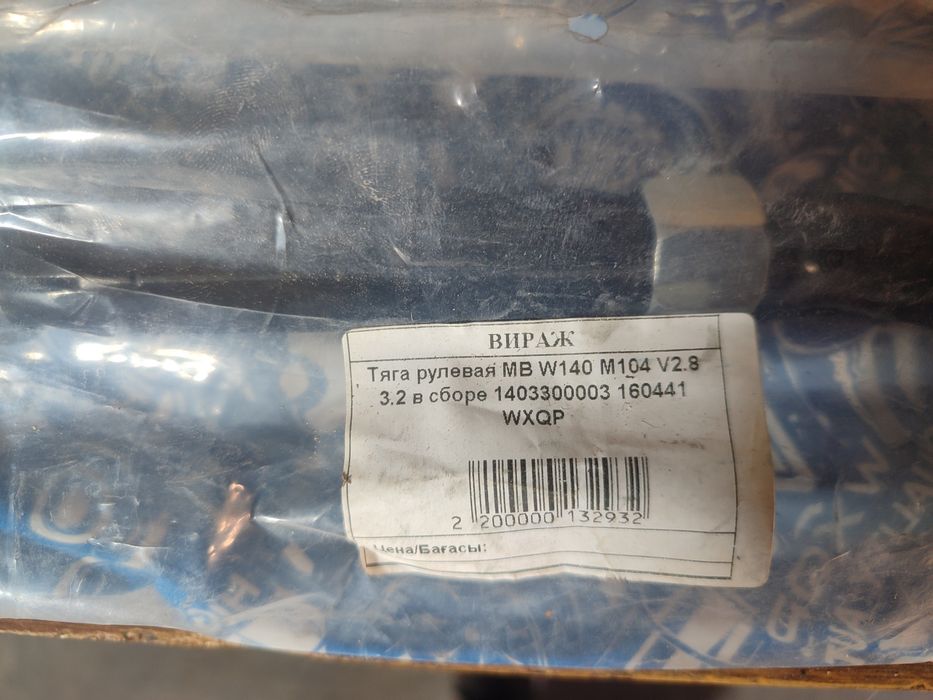 ВИРАЖ
Тяга рулевая MB W140 M104 V2.8
3.2 в сборе 1403300003 160441
WXQP
2 200000 132932
Цена/Бағасы: